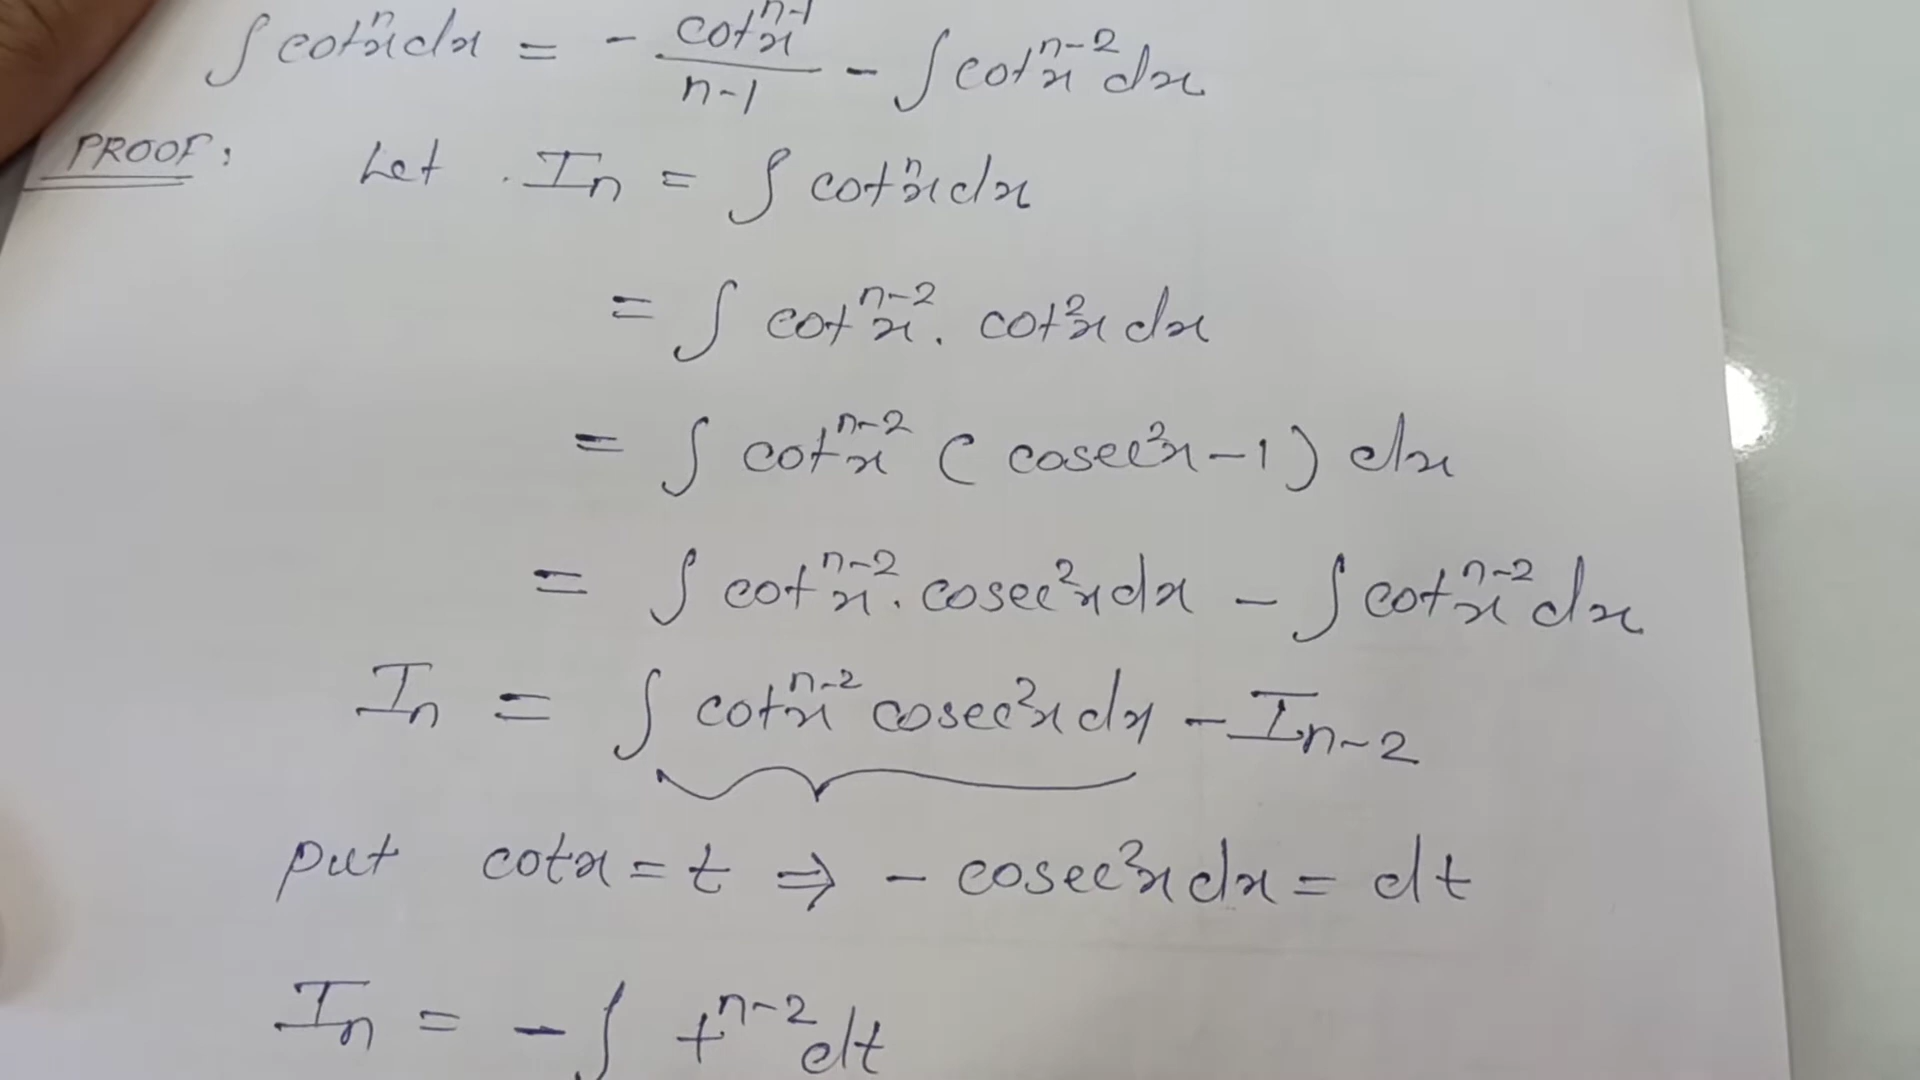 ∫ cotⁿx dx = - cotⁿ⁻¹x / n-1 - ∫ cotⁿ⁻²x dx
PROOF: Let Iₙ = ∫ cotⁿx dx
= ∫ cotⁿ⁻²x . cot²x dx
= ∫ cotⁿ⁻²x ( cosec²x - 1 ) dx
= ∫ cotⁿ⁻²x . cosec²x dx - ∫ cotⁿ⁻²x dx
Iₙ = ∫ cotⁿ⁻²x cosec²x dx - Iₙ₋₂
put cotx = t ⇒ - cosec²x dx = dt
Iₙ = - ∫ tⁿ⁻² dt